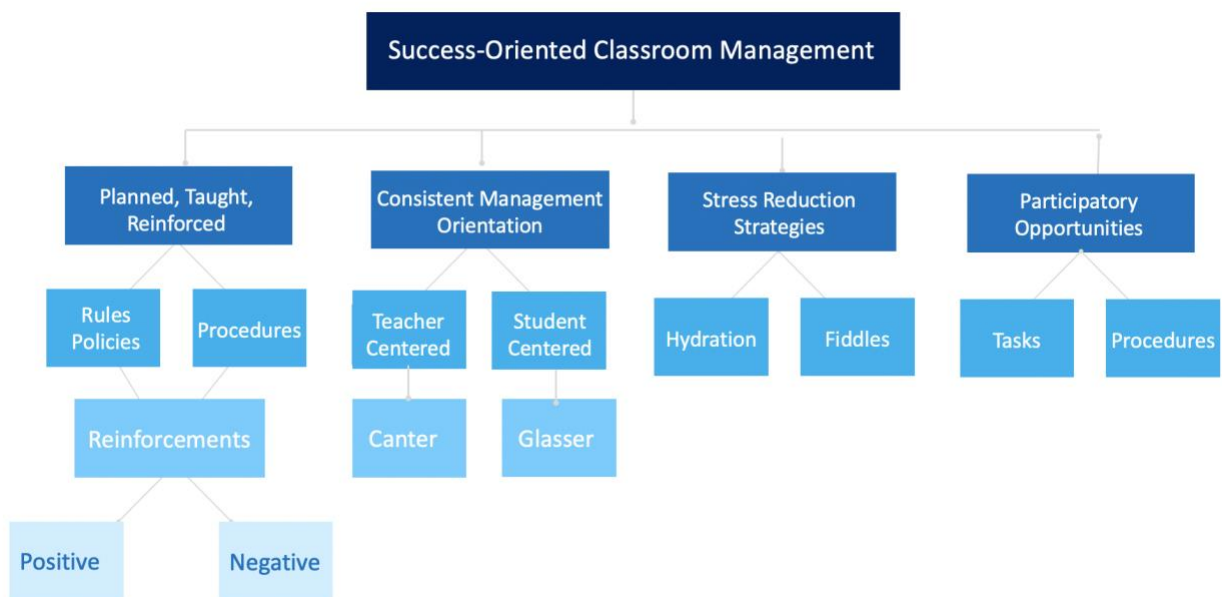 Success-Oriented Classroom Management
Planned, Taught,
Reinforced
Consistent Management
Orientation
Stress Reduction
Strategies
Participatory
Opportunities
Rules
Policies
Procedures
Teacher
Centered
Student
Centered
Hydration
Fiddles
Tasks
Procedures
Reinforcements
Canter
Glasser
Positive
Negative